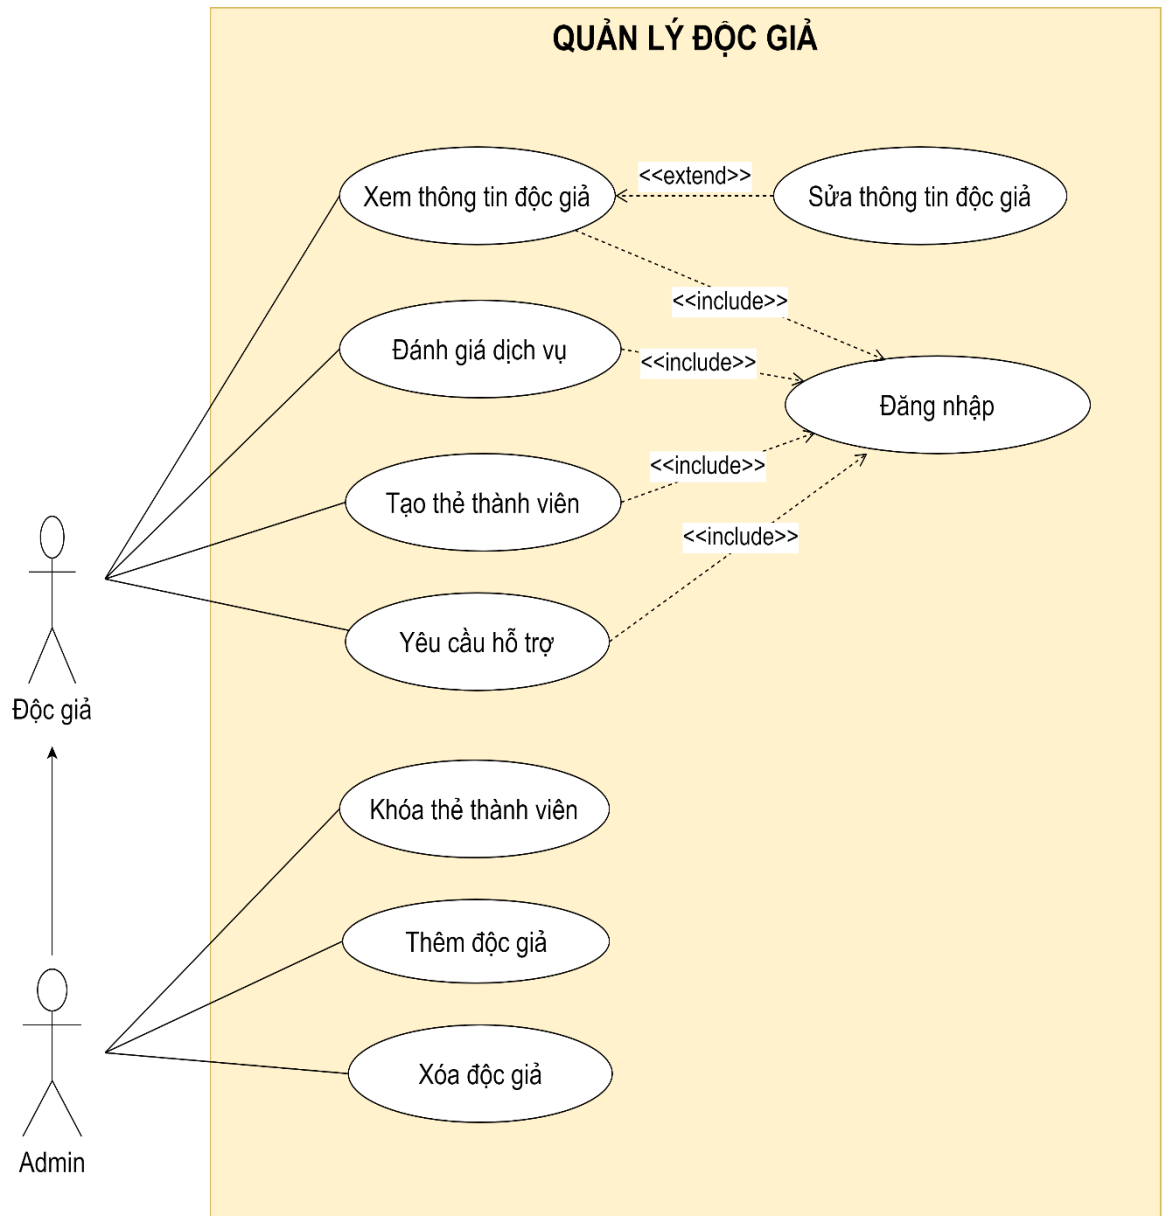 QUẢN LÝ ĐỘC GIẢ
Xem thông tin độc giả
<<extend>>
Sửa thông tin độc giả
<<include>>
Đánh giá dịch vụ
<<include>>
Đăng nhập
<<include>>
Tạo thẻ thành viên
<<include>>
Yêu cầu hỗ trợ
Độc giả
Khóa thẻ thành viên
Thêm độc giả
Xóa độc giả
Admin